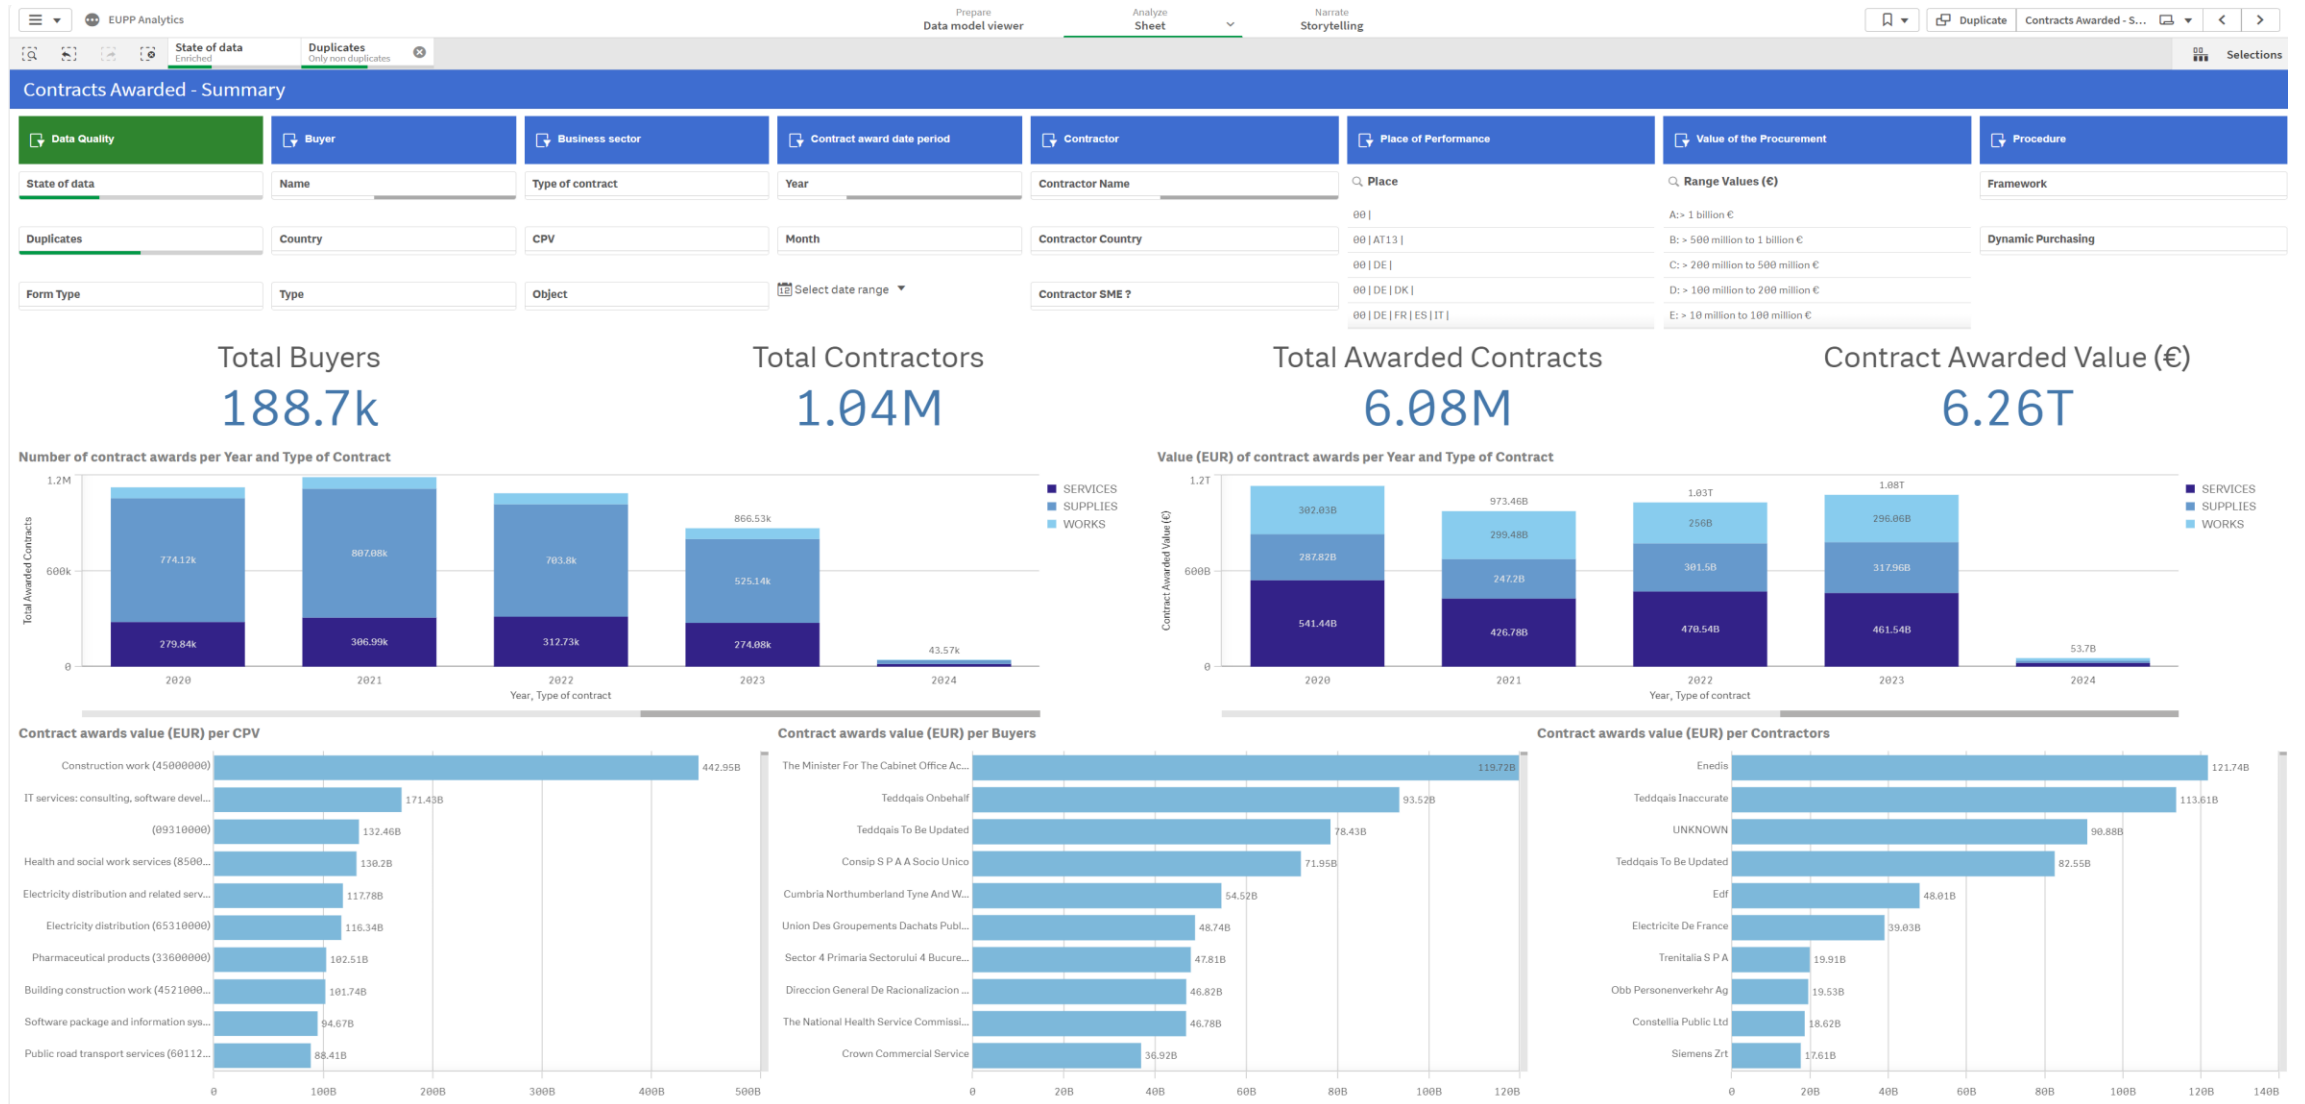 EUPP Analytics
Prepare
Data model viewer
Analyze
Sheet
Narrate
Storytelling
Duplicate
Contracts Awarded - S...
State of data
Enriched
Duplicates
Only non duplicates
Selections
Contracts Awarded - Summary
Data Quality
Buyer
Business sector
Contract award date period
Contractor
Place of Performance
Value of the Procurement
Procedure
State of data
Name
Type of contract
Year
Contractor Name
Place
Range Values (€)
Framework
00 |
A:> 1 billion €
Duplicates
Country
CPV
Month
Contractor Country
00 | AT13 |
B: > 500 million to 1 billion €
Dynamic Purchasing
00 | DE |
C: > 200 million to 500 million €
Form Type
Type
Object
12
Select date range
Contractor SME ?
00 | DE | DK |
D: > 100 million to 200 million €
00 | DE | FR | ES | IT |
E: > 10 million to 100 million €
Total Buyers
188.7k
Total Contractors
1.04M
Total Awarded Contracts
6.08M
Contract Awarded Value (€)
6.26T
Number of contract awards per Year and Type of Contract
Total Awarded Contracts
1.2M
600k
0
774.12k
279.84k
807.08k
306.99k
703.8k
312.73k
866.53k
525.14k
274.08k
43.57k
2020
2021
2022
2023
2024
Year, Type of contract
SERVICES
SUPPLIES
WORKS
Value (EUR) of contract awards per Year and Type of Contract
Contract Awarded Value (€)
1.2T
600B
0
302.03B
287.82B
541.44B
973.46B
299.48B
247.2B
426.78B
1.03T
256B
301.5B
470.54B
1.08T
296.06B
317.96B
461.54B
53.7B
2020
2021
2022
2023
2024
Year, Type of contract
SERVICES
SUPPLIES
WORKS
Contract awards value (EUR) per CPV
Construction work (45000000)
442.95B
IT services: consulting, software devel...
171.43B
(09310000)
132.46B
Health and social work services (8500...
130.2B
Electricity distribution and related serv...
117.78B
Electricity distribution (65310000)
116.34B
Pharmaceutical products (33600000)
102.51B
Building construction work (4521000...
101.74B
Software package and information sys...
94.67B
Public road transport services (60112...
88.41B
0
100B
200B
300B
400B
500B
Contract awards value (EUR) per Buyers
The Minister For The Cabinet Office Ac...
119.72B
Teddqais Onbehalf
93.52B
Teddqais To Be Updated
78.43B
Consip S P A A Socio Unico
71.95B
Cumbria Northumberland Tyne And W...
54.52B
Union Des Groupements Dachats Publ...
48.74B
Sector 4 Primaria Sectorului 4 Bucure...
47.81B
Direccion General De Racionalizacion ...
46.82B
The National Health Service Commissi...
46.78B
Crown Commercial Service
36.92B
0
20B
40B
60B
80B
100B
120B
Contract awards value (EUR) per Contractors
Enedis
121.74B
Teddqais Inaccurate
113.61B
UNKNOWN
90.88B
Teddqais To Be Updated
82.55B
Edf
48.01B
Electricite De France
39.03B
Trenitalia S P A
19.91B
Obb Personenverkehr Ag
19.53B
Constellia Public Ltd
18.62B
Siemens Zrt
17.61B
0
20B
40B
60B
80B
100B
120B
140B